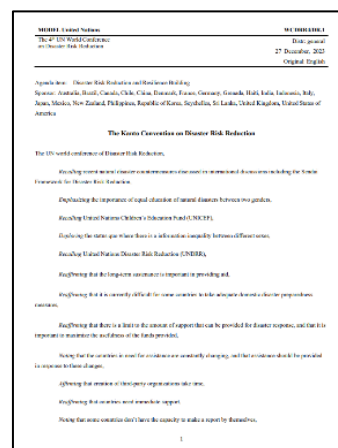 MODEL United Nations WCDRR/4/DR.1
The 4th UN World Conference
on Disaster Risk Reduction
Distr.: general
27 December, 2023
Original: English
Agenda item: Disaster Risk Reduction and Resilience Building
Sponsor: Australia, Brazil, Canada, Chile, China, Denmark, France, Germany, Grenada, Haiti, India, Indonesia, Italy,
Japan, Mexico, New Zealand, Philippines, Republic of Korea, Seychelles, Sri Lanka, United Kingdom, United States of
America
The Kanto Convention on Disaster Risk Reduction
The UN world conference of Disaster Risk Reduction,
Recalling recent natural disaster countermeasures discussed in international discussions including the Sendai
Framework for Disaster Risk Reduction
Emphasizing the importance of equal education of natural disasters between two genders,
Recalling United Nations Children's Education Fund (UNICEF),
Deploring the status quo where there is a information inequality between different sexes,
Recalling United Nations Disaster Risk Reduction (UNDRR),
Reaffirming that the long-term sustenance is important in providing aid,
Reaffirming that it is currently difficult for some countries to take adequate domestic disaster preparedness
measures,
Reaffirming that there is a limit to the amount of support that can be provided for disaster response, and that it is
important to maximize the usefulness of the funds provided,
Noting that the countries in need for assistance are constantly changing, and that assistance should be provided
in response to those changes,
Affirming that creation of third-party organizations take time,
Reaffirming that countries need immediate support,
Noting that some countries don't have the capacity to make a report by themselves,
1